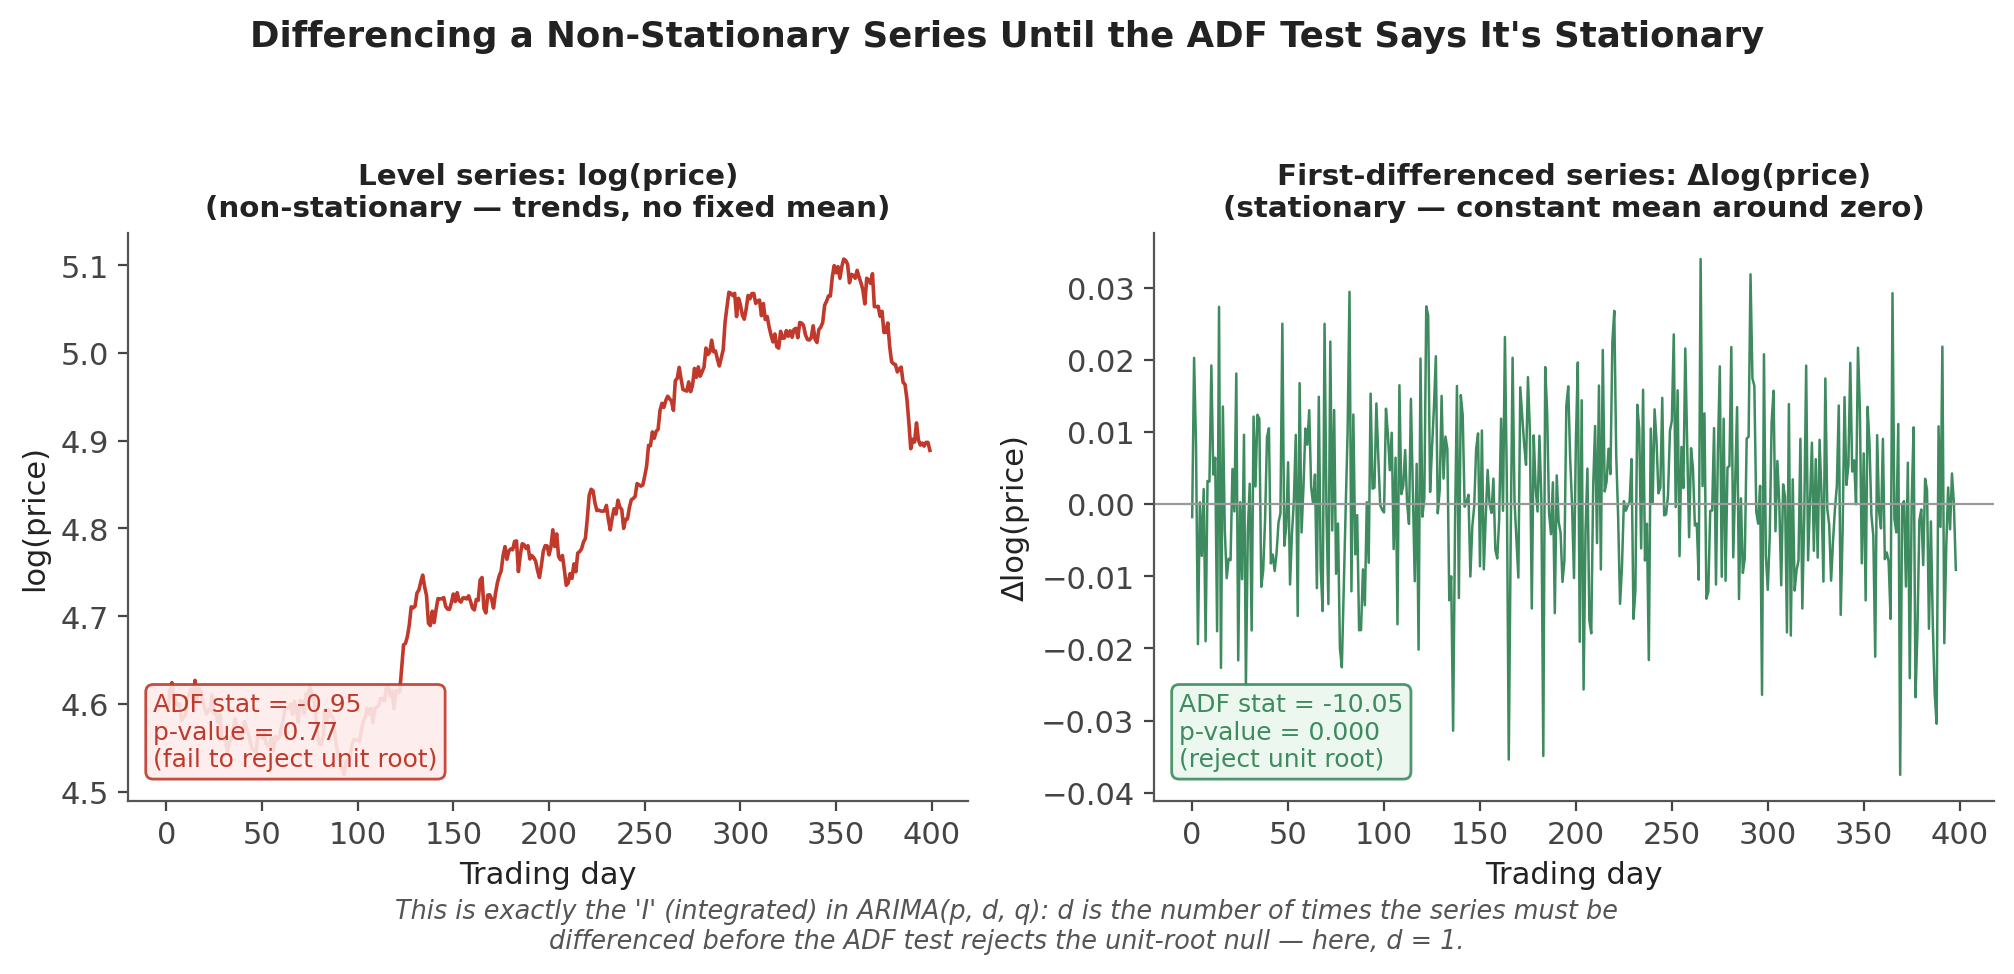 Differencing a Non-Stationary Series Until the ADF Test Says It's Stationary
Level series: log(price)
(non-stationary — trends, no fixed mean)
log(price)
5.1
5.0
4.9
4.8
4.7
4.6
4.5
ADF stat = -0.95
p-value = 0.77
(fail to reject unit root)
0 50 100 150 200 250 300 350 400
Trading day
First-differenced series: Δlog(price)
(stationary — constant mean around zero)
Δlog(price)
0.03
0.02
0.01
0.00
−0.01
−0.02
−0.03
−0.04
ADF stat = -10.05
p-value = 0.000
(reject unit root)
0 50 100 150 200 250 300 350 400
Trading day
This is exactly the 'I' (integrated) in ARIMA(p, d, q): d is the number of times the series must be
differenced before the ADF test rejects the unit-root null — here, d = 1.